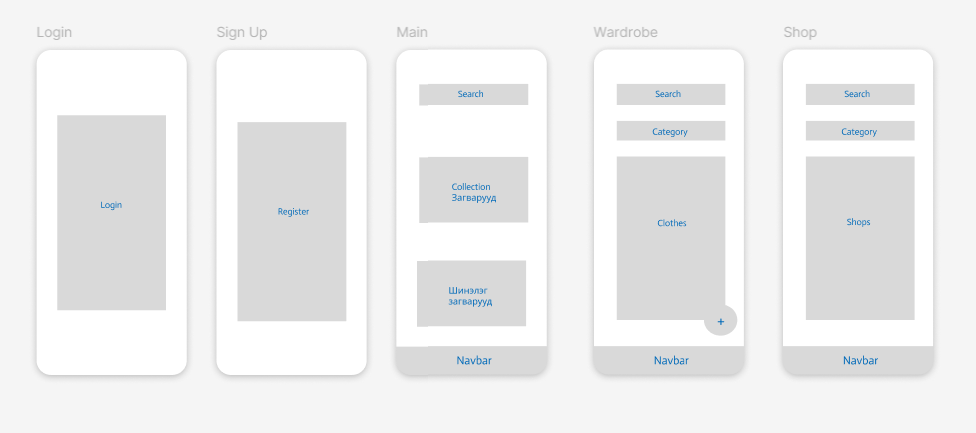 Login
Sign Up
Main
Wardrobe
Shop
Login
Register
Search
Collection
Загварууд
Шинэлэг
загварууд
Navbar
Search
Category
Clothes
+
Navbar
Search
Category
Shops
Navbar